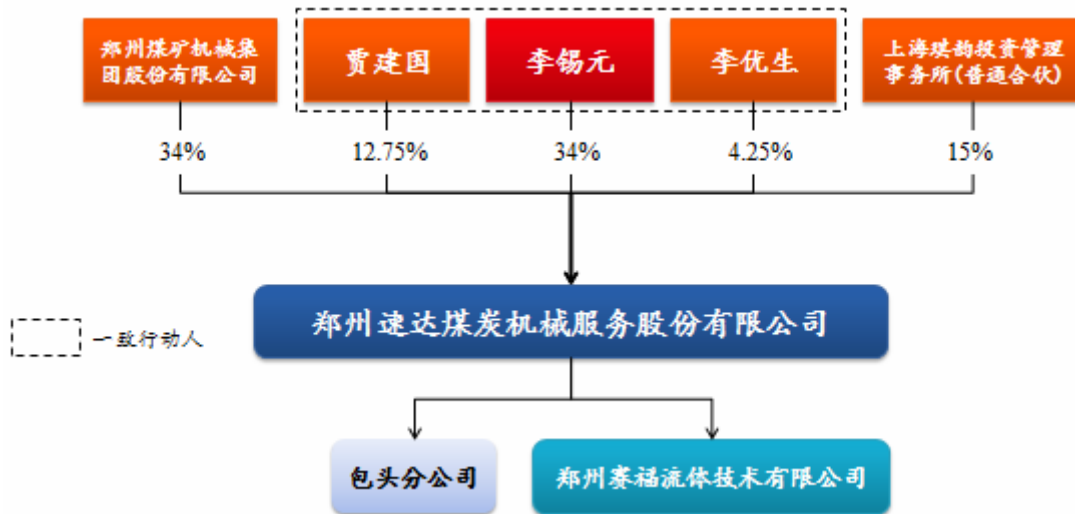 郑州煤矿机械集
团股份有限公司
贾建国
李锡元
李优生
上海琪韵投资管理
事务所(普通合伙)
34%
12.75%
34%
4.25%
15%
郑州速达煤炭机械服务股份有限公司
一致行动人
包头分公司
郑州赛福流体技术有限公司